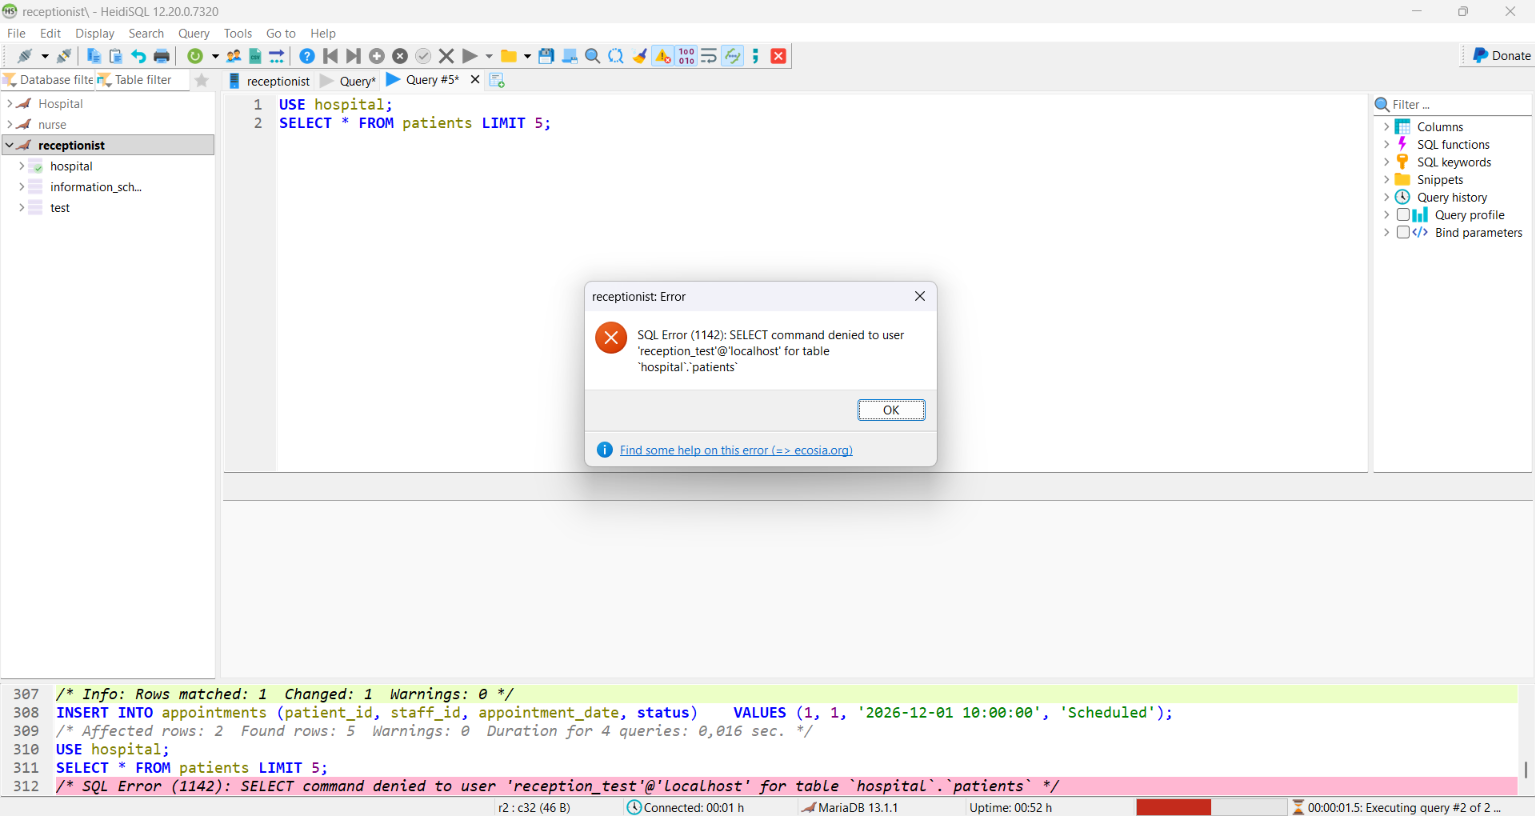 receptionist\ - HeidiSQL 12.20.0.7320
File Edit Display Search Query Tools Go to Help
Donate
Database filte Table filter
receptionist Query* Query #5*
Hospital
nurse
receptionist
hospital
information_sch...
test
1 USE hospital;
2 SELECT * FROM patients LIMIT 5;
Filter ...
Columns
SQL functions
SQL keywords
Snippets
Query history
Query profile
Bind parameters
receptionist: Error
SQL Error (1142): SELECT command denied to user
'reception_test'@'localhost' for table
`hospital`.`patients`
OK
Find some help on this error (=> ecosia.org)
307 /* Info: Rows matched: 1 Changed: 1 Warnings: 0 */
308 INSERT INTO appointments (patient_id, staff_id, appointment_date, status) VALUES (1, 1, '2026-12-01 10:00:00', 'Scheduled');
309 /* Affected rows: 2 Found rows: 5 Warnings: 0 Duration for 4 queries: 0,016 sec. */
310 USE hospital;
311 SELECT * FROM patients LIMIT 5;
312 /* SQL Error (1142): SELECT command denied to user 'reception_test'@'localhost' for table `hospital`.`patients` */
r2 : c32 (46 B) Connected: 00:01 h MariaDB 13.1.1 Uptime: 00:52 h 00:00:01.5: Executing query #2 of 2 ...